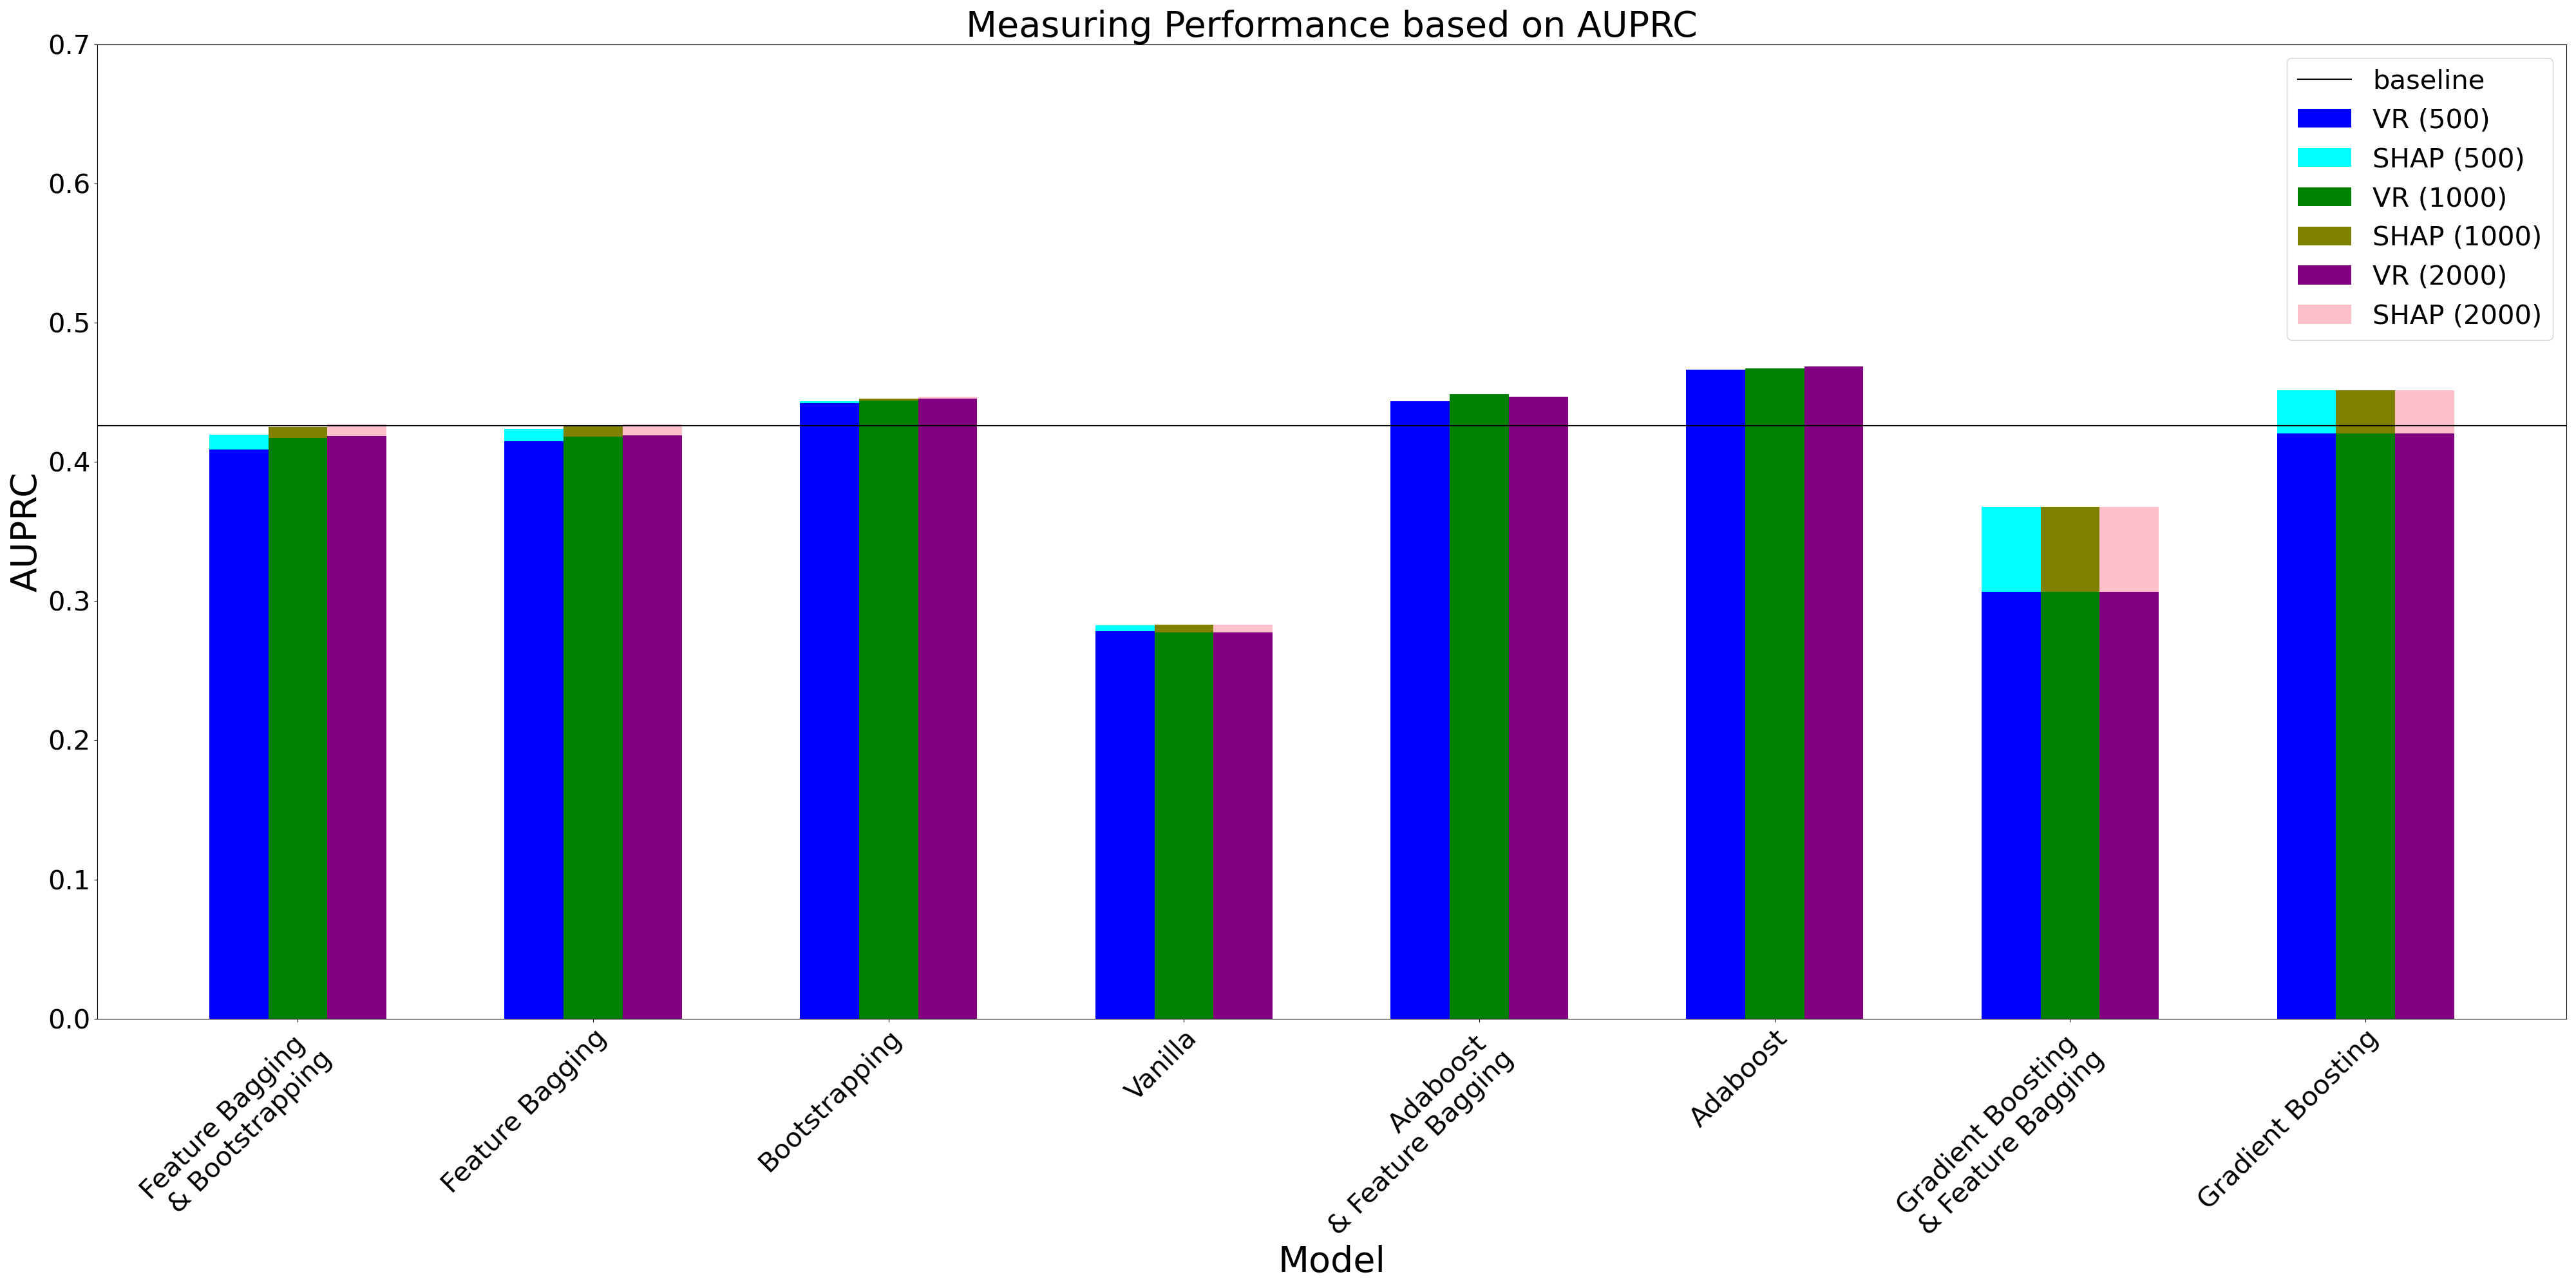 Measuring Performance based on AUPRC
0.7
0.6
0.5
0.4
0.3
0.2
0.1
0.0
AUPRC
baseline
VR (500)
SHAP (500)
VR (1000)
SHAP (1000)
VR (2000)
SHAP (2000)
Feature Bagging
& Bootstrapping
Feature Bagging
Bootstrapping
Vanilla
Adaboost
& Feature Bagging
Adaboost
Gradient Boosting
& Feature Bagging
Gradient Boosting
Model